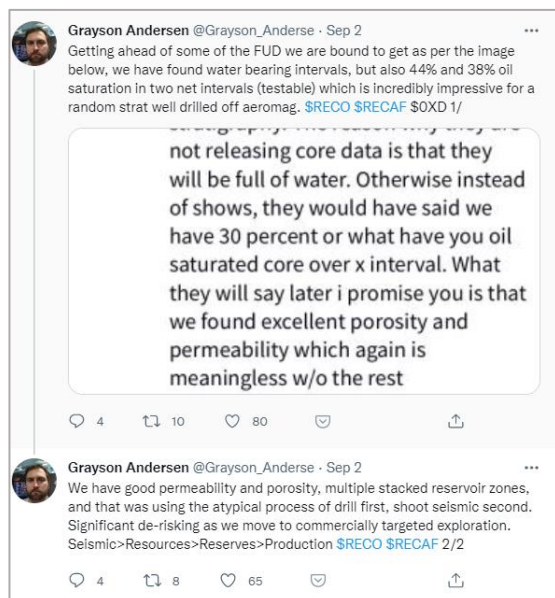 Grayson Andersen @Grayson_Anderse · Sep 2
Getting ahead of some of the FUD we are bound to get as per the image
below, we have found water bearing intervals, but also 44% and 38% oil
saturation in two net intervals (testable) which is incredibly impressive for a
random strat well drilled off aeromag. $RECO $RECAF $0XD 1/
not releasing core data is that they
will be full of water. Otherwise instead
of shows, they would have said we
have 30 percent or what have you oil
saturated core over x interval. What
they will say later i promise you is that
we found excellent porosity and
permeability which again is
meaningless w/o the rest
4 10 80
Grayson Andersen @Grayson_Anderse · Sep 2
We have good permeability and porosity, multiple stacked reservoir zones,
and that was using the atypical process of drill first, shoot seismic second.
Significant de-risking as we move to commercially targeted exploration.
Seismic>Resources>Reserves>Production $RECO $RECAF 2/2
4 8 65